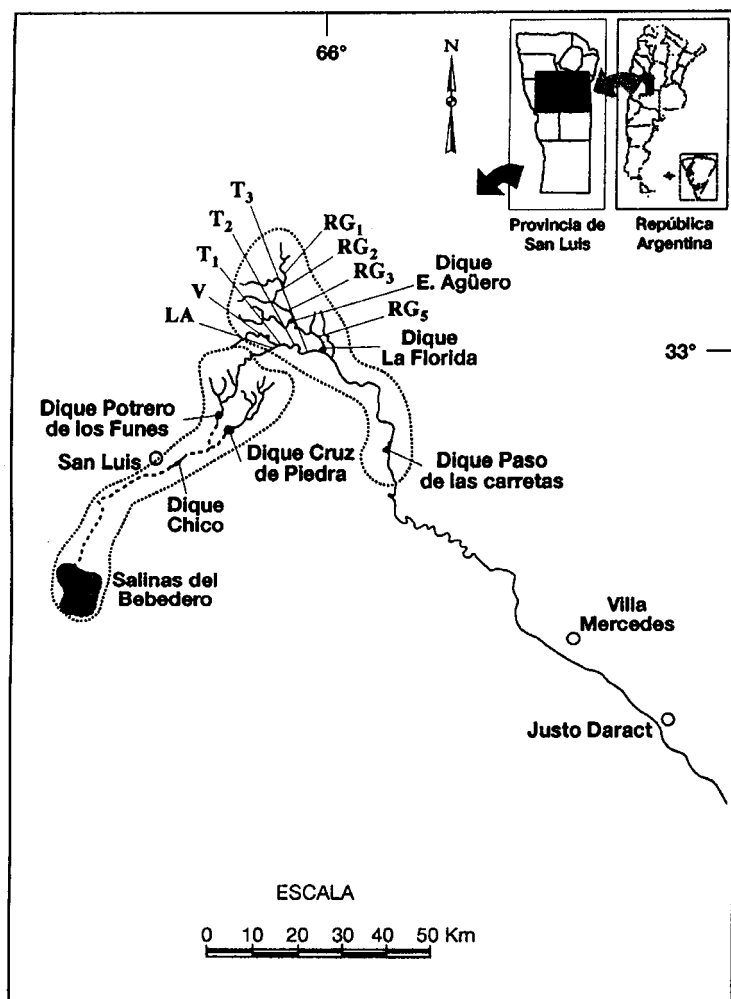 66°
N
Provincia de
San Luis
República
Argentina
T3
T2
T1
V
LA
RG1
RG2
RG3
Dique
E. Agüero
RG5
Dique
La Florida
33°
Dique Potrero
de los Funes
San Luis
Dique Cruz
de Piedra
Dique Paso
de las carretas
Dique
Chico
Salinas del
Bebedero
Villa
Mercedes
Justo Daract
ESCALA
0 10 20 30 40 50 Km